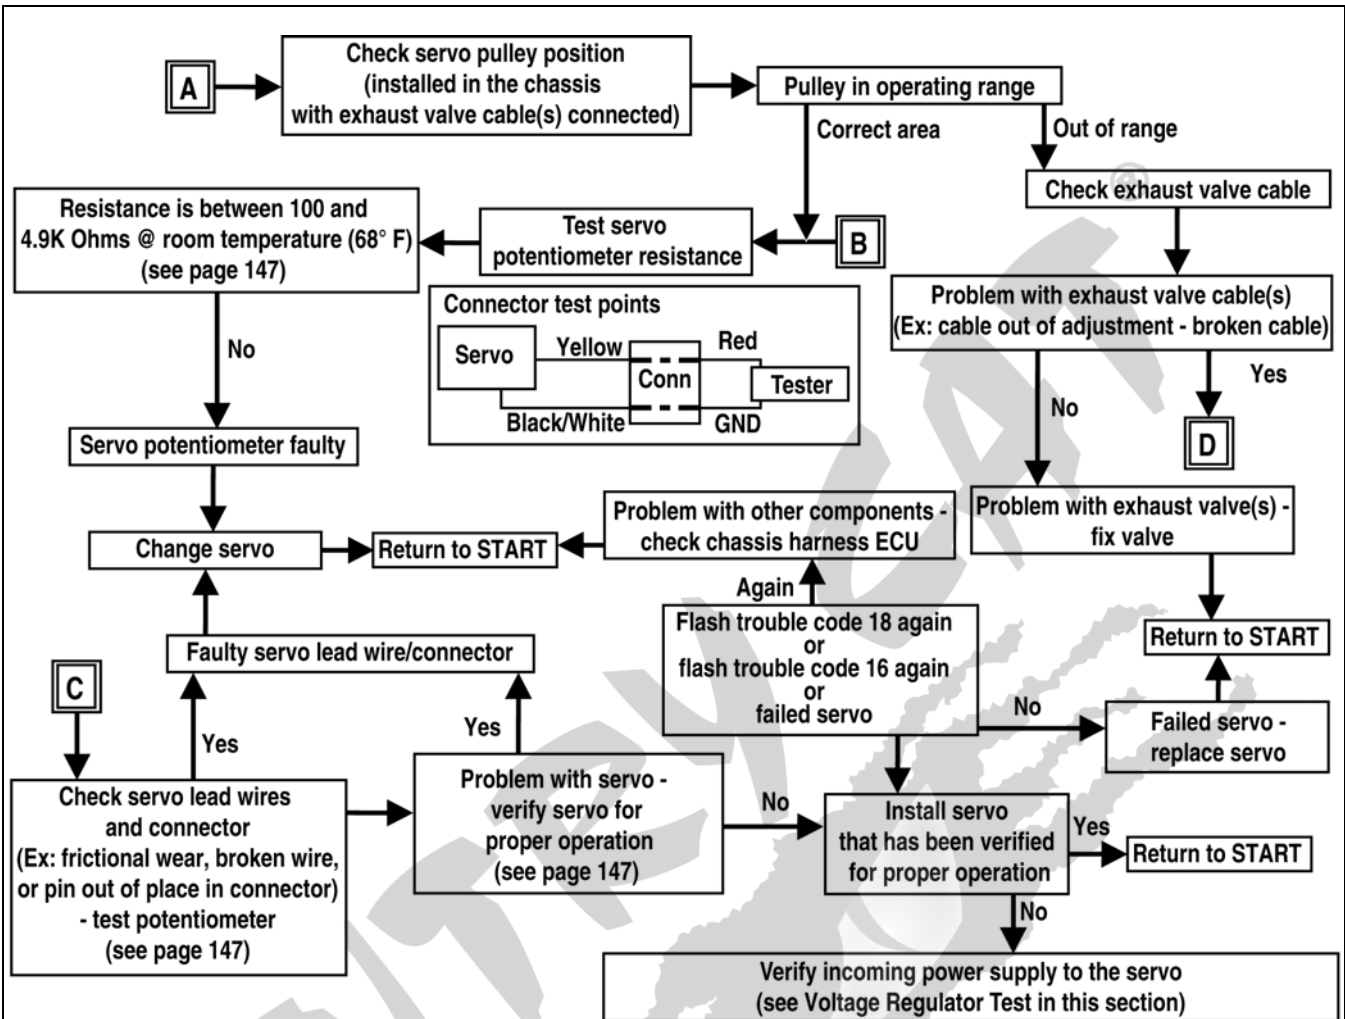 A
Check servo pulley position
(installed in the chassis
with exhaust valve cable(s) connected)
Pulley in operating range
Correct area
Out of range
Check exhaust valve cable
Resistance is between 100 and
4.9K Ohms @ room temperature (68° F)
(see page 147)
Test servo
potentiometer resistance
B
Problem with exhaust valve cable(s)
(Ex: cable out of adjustment - broken cable)
Connector test points
Servo
Yellow
Conn
Red
Tester
Black/White
GND
No
No
Yes
D
Servo potentiometer faulty
Change servo
Return to START
Problem with other components -
check chassis harness ECU
Problem with exhaust valve(s) -
fix valve
Again
Flash trouble code 18 again
or
flash trouble code 16 again
or
failed servo
Return to START
Faulty servo lead wire/connector
C
Yes
Yes
No
Failed servo -
replace servo
Check servo lead wires
and connector
(Ex: frictional wear, broken wire,
or pin out of place in connector)
- test potentiometer
(see page 147)
Problem with servo -
verify servo for
proper operation
(see page 147)
No
Install servo
that has been verified
for proper operation
Yes
Return to START
No
Verify incoming power supply to the servo
(see Voltage Regulator Test in this section)